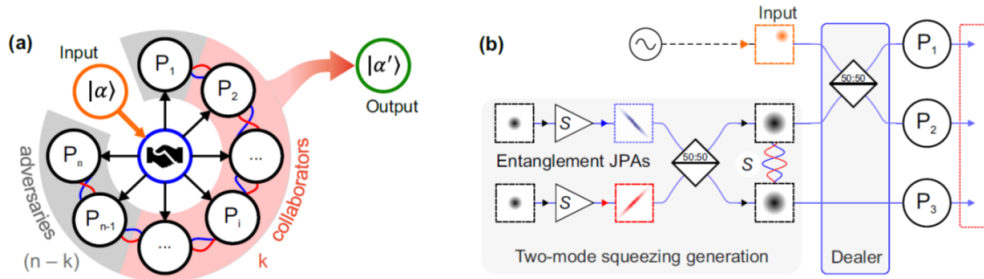 (a)
Input
|α⟩
P1
P2
...
Pi
...
Pn-1
Pn
adversaries
(n − k)
collaborators
k
|α'⟩
Output
(b)
Input
50:50
P1
P2
P3
S
Entanglement JPAs
S
50:50
S
Two-mode squeezing generation
Dealer